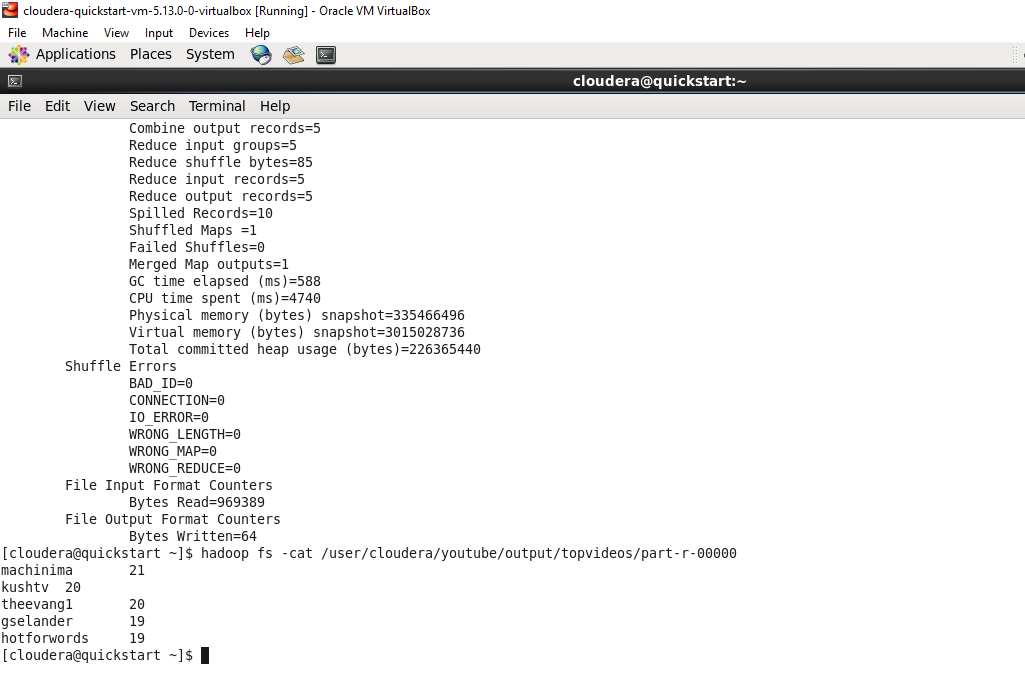 cloudera-quickstart-vm-5.13.0-0-virtualbox [Running] - Oracle VM VirtualBox
File Machine View Input Devices Help
Applications Places System
cloudera@quickstart:~
File Edit View Search Terminal Help
Combine output records=5
Reduce input groups=5
Reduce shuffle bytes=85
Reduce input records=5
Reduce output records=5
Spilled Records=10
Shuffled Maps =1
Failed Shuffles=0
Merged Map outputs=1
GC time elapsed (ms)=588
CPU time spent (ms)=4740
Physical memory (bytes) snapshot=335466496
Virtual memory (bytes) snapshot=3015028736
Total committed heap usage (bytes)=226365440
Shuffle Errors
BAD_ID=0
CONNECTION=0
IO_ERROR=0
WRONG_LENGTH=0
WRONG_MAP=0
WRONG_REDUCE=0
File Input Format Counters
Bytes Read=969389
File Output Format Counters
Bytes Written=64
[cloudera@quickstart ~]$ hadoop fs -cat /user/cloudera/youtube/output/topvideos/part-r-00000
machinima 21
kushtv 20
theevang1 20
gselander 19
hotforwords 19
[cloudera@quickstart ~]$